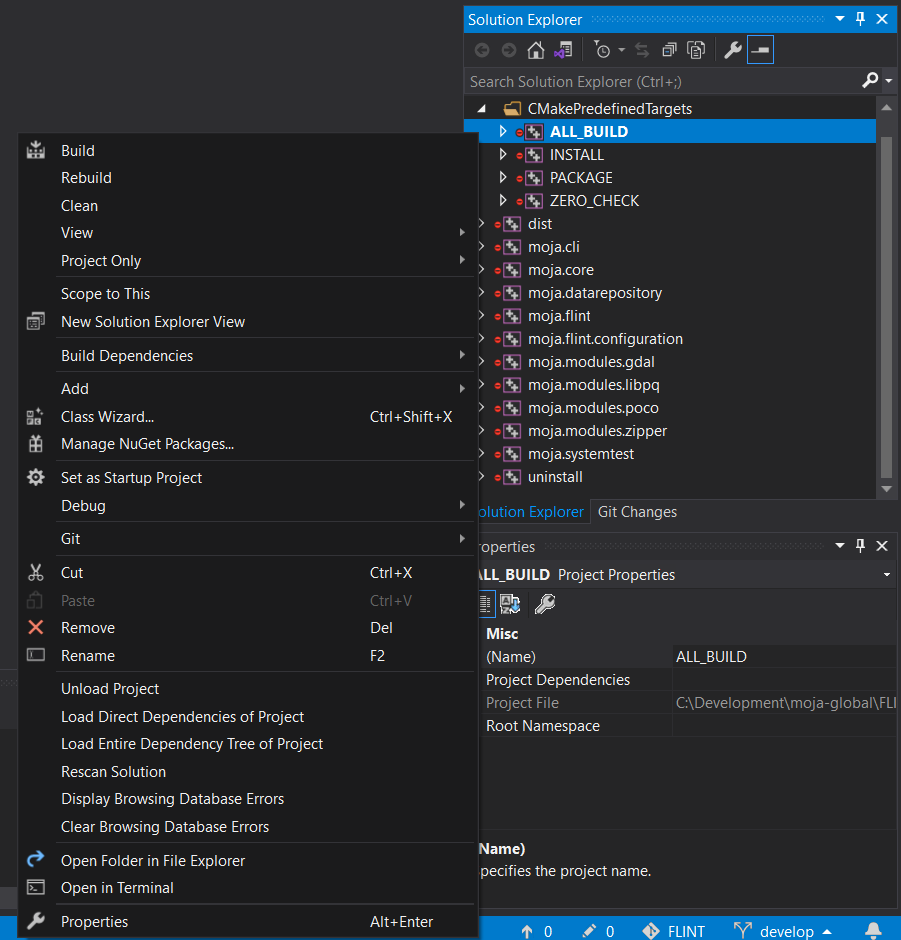 Solution Explorer
Search Solution Explorer (Ctrl+;)
CMakePredefinedTargets
ALL_BUILD
INSTALL
PACKAGE
ZERO_CHECK
dist
moja.cli
moja.core
moja.datarepository
moja.flint
moja.flint.configuration
moja.modules.gdal
moja.modules.libpq
moja.modules.poco
moja.modules.zipper
moja.systemtest
uninstall
olution Explorer Git Changes
Build
Rebuild
Clean
View
Project Only
Scope to This
New Solution Explorer View
Build Dependencies
Add
Class Wizard... Ctrl+Shift+X
Manage NuGet Packages...
Set as Startup Project
Debug
Git
Cut Ctrl+X
Paste Ctrl+V
Remove Del
Rename F2
Unload Project
Load Direct Dependencies of Project
Load Entire Dependency Tree of Project
Rescan Solution
Display Browsing Database Errors
Clear Browsing Database Errors
Open Folder in File Explorer
Open in Terminal
Properties Alt+Enter
roperties
ALL_BUILD Project Properties
Misc
(Name) ALL_BUILD
Project Dependencies
Project File C:\Development\moja-global\FLI
Root Namespace
Name)
pecifies the project name.
0 0 FLINT develop